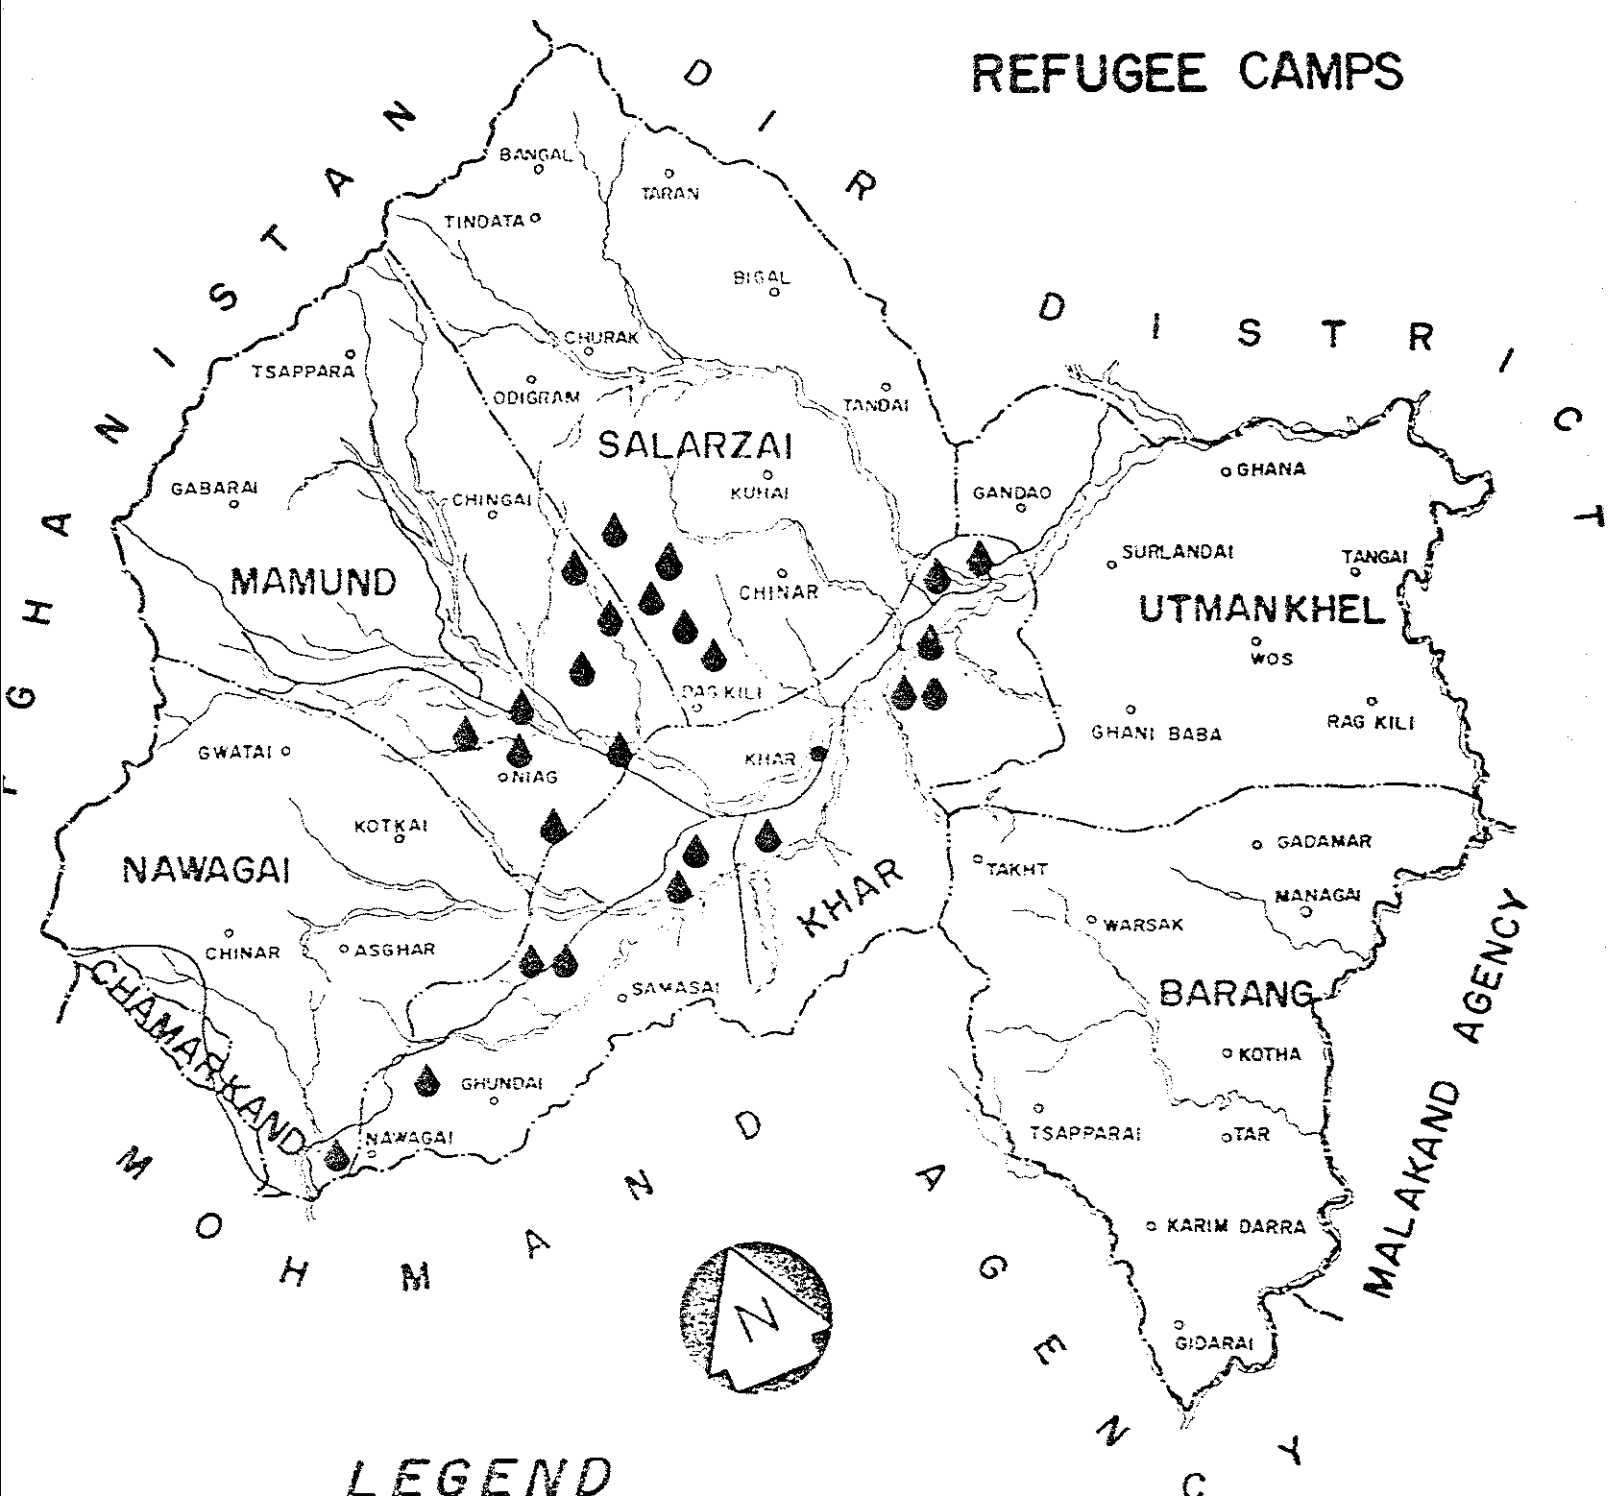 REFUGEE CAMPS
AFGHANISTAN
DIR
DISTRICT
BANGAL
TARAN
TINDATA
BIGAL
CHURAK
TSAPPARA
ODIGRAM
TANDAI
SALARZAI
GHANA
GABARAI
CHINGAI
KUHAI
GANDAO
SURLANDAI
TANGAI
MAMUND
CHINAR
UTMANKHEL
WOS
RAG KILI
GHANI BABA
RAG KILI
GWATAI
NIAG
KHAR
KOTKAI
NAWAGAI
GADAMAR
TAKHT
MANAGAI
KHAR
WARSAK
CHINAR
ASGHAR
SAMASAI
BARANG
CHAMARKAND
KOTHA
GHUNDAI
NAWAGAI
TSAPPARAI
TAR
MALAKAND AGENCY
KARIM DARRA
MOHMAND AGENCY
N
GIDARAI
LEGEND